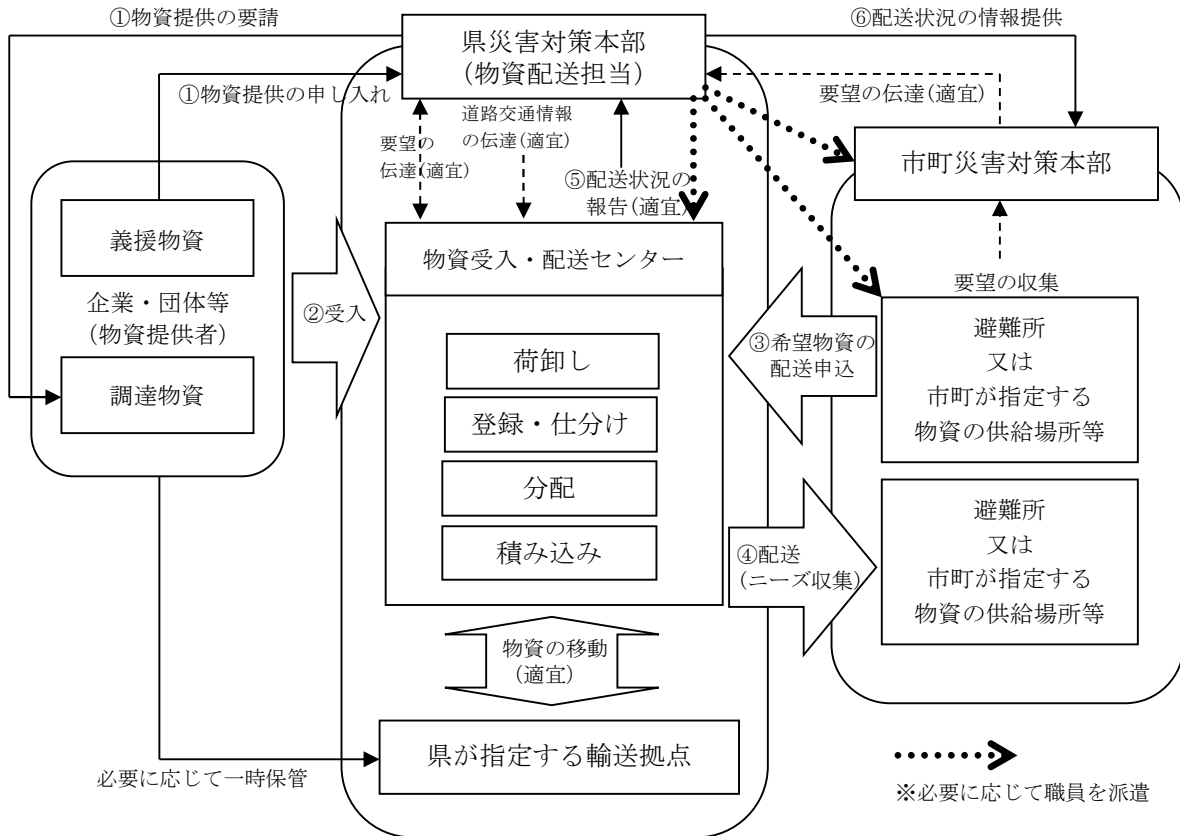 ①物資提供の要請
県災害対策本部
(物資配送担当)
⑥配送状況の情報提供
①物資提供の申し入れ
要望の伝達(適宜)
要望の
伝達(適宜)
道路交通情報
の伝達(適宜)
⑤配送状況の
報告(適宜)
市町災害対策本部
義援物資
企業・団体等
(物資提供者)
調達物資
②受入
物資受入・配送センター
荷卸し
登録・仕分け
分配
積み込み
要望の収集
③希望物資の
配送申込
避難所
又は
市町が指定する
物資の供給場所等
④配送
(ニーズ収集)
避難所
又は
市町が指定する
物資の供給場所等
物資の移動
(適宜)
県が指定する輸送拠点
必要に応じて一時保管
※必要に応じて職員を派遣